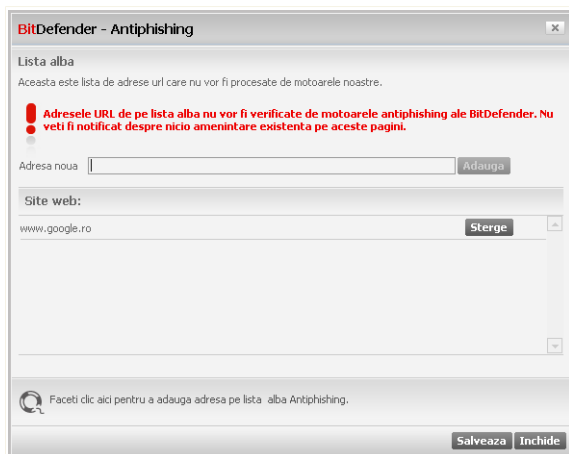 BitDefender - Antiphishing
Lista alba
Aceasta este lista de adrese url care nu vor fi procesate de motoarele noastre.
Adresele URL de pe lista alba nu vor fi verificate de motoarele antiphishing ale BitDefender. Nu
veti fi notificat despre nicio amenintare existenta pe aceste pagini.
Adresa noua Adauga
Site web:
www.google.ro Sterge
Faceti clic aici pentru a adauga adresa pe lista alba Antiphishing.
Salveaza Inchide